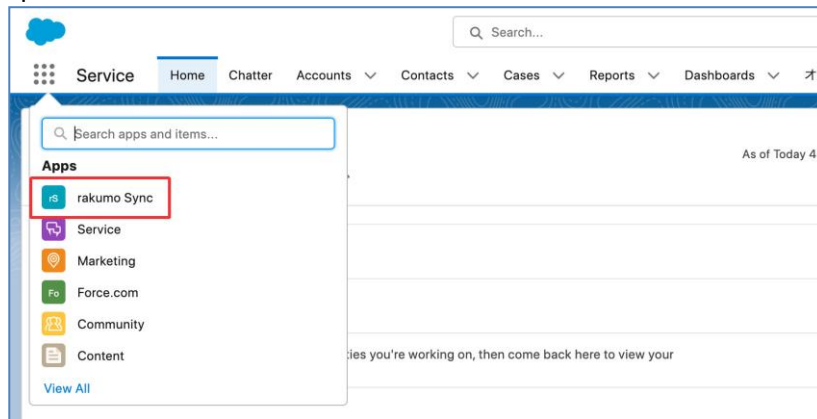 Search...
Service Home Chatter Accounts Contacts Cases Reports Dashboards オ
Search apps and items...
As of Today 4
Apps
rS rakumo Sync
Service
Marketing
Fo Force.com
Community
Content
ies you're working on, then come back here to view your
View All